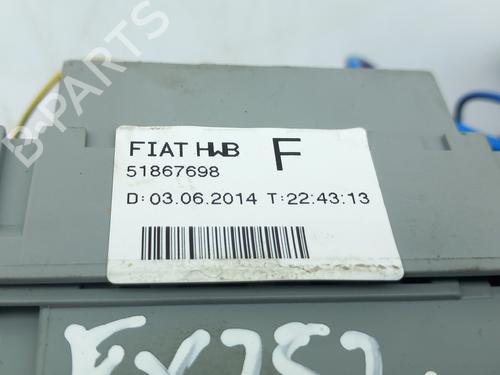 B-PARTS
FIAT HWB F
51867698
D: 03.06.2014 T:22:43:13